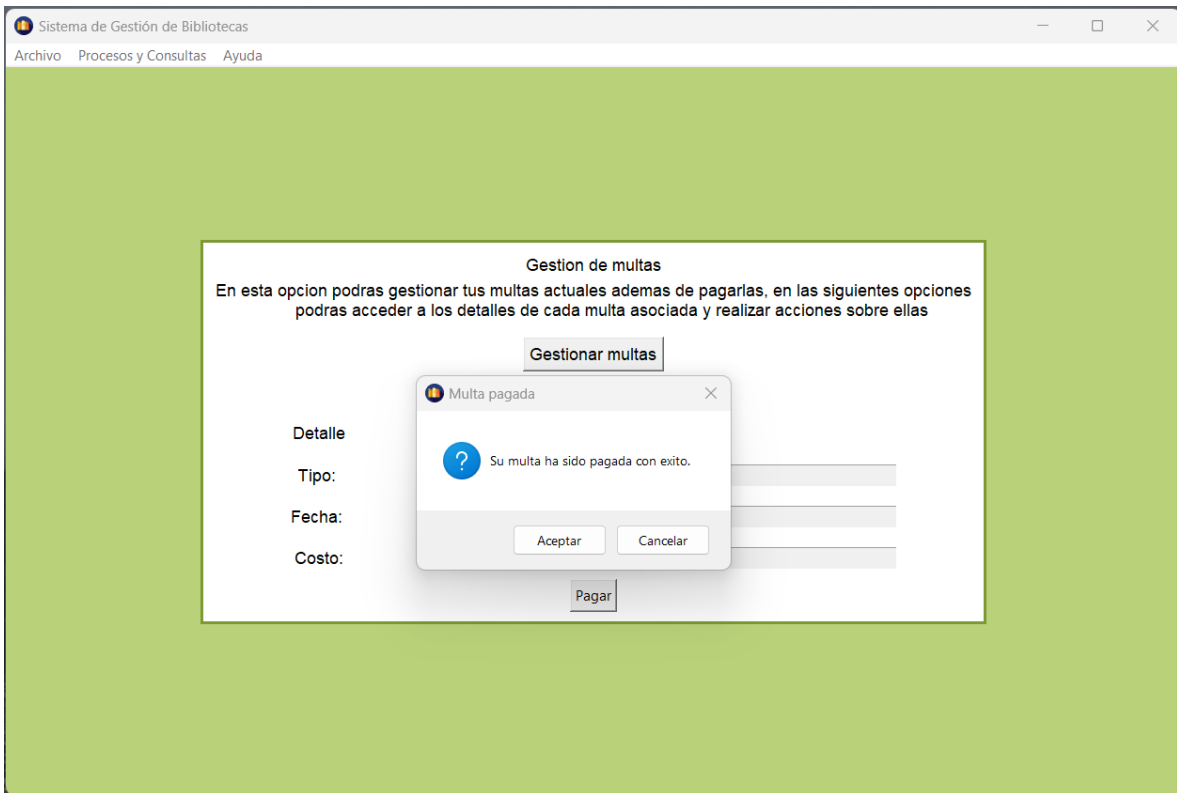 Sistema de Gestión de Bibliotecas
Archivo Procesos y Consultas Ayuda
Gestion de multas
En esta opcion podras gestionar tus multas actuales ademas de pagarlas, en las siguientes opciones
podras acceder a los detalles de cada multa asociada y realizar acciones sobre ellas
Gestionar multas
Multa pagada
Su multa ha sido pagada con exito.
Aceptar Cancelar
Detalle
Tipo:
Fecha:
Costo:
Pagar